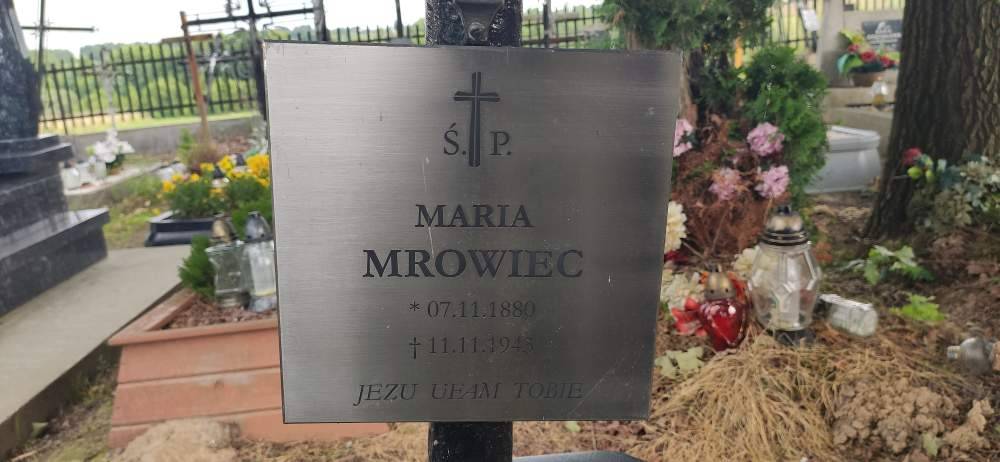 Ś. P.
MARIA
MROWIEC
* 07.11.1880
† 11.11.1943
JEZU UFAM TOBIE